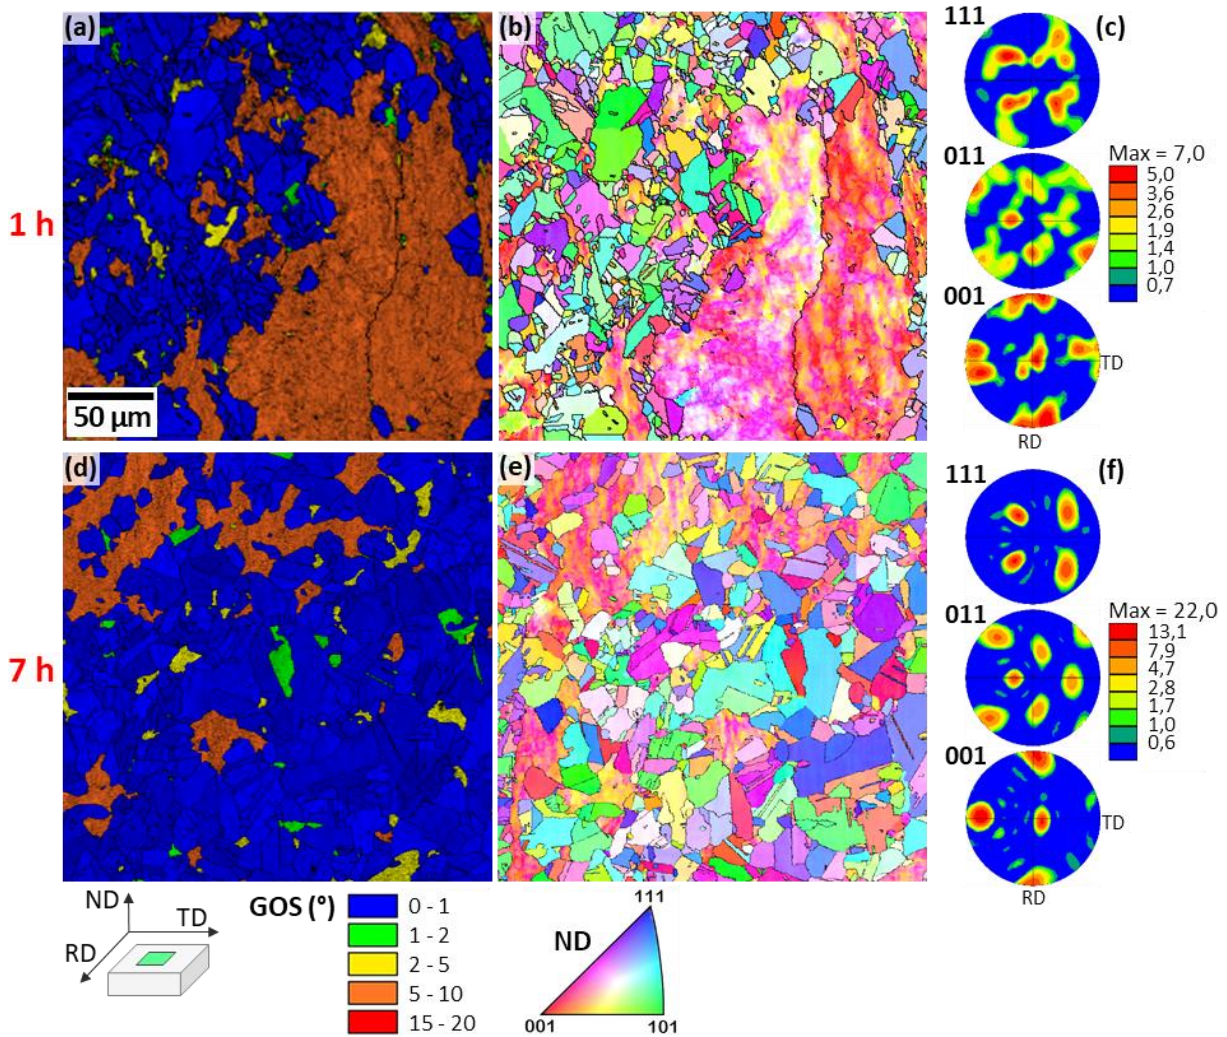 (a)
(b)
111
(c)
1 h
011
Max = 7,0
5,0
3,6
2,6
1,9
1,4
1,0
0,7
001
TD
50 µm
RD
(d)
(e)
111
(f)
7 h
011
Max = 22,0
13,1
7,9
4,7
2,8
1,7
1,0
0,6
001
TD
RD
ND
TD
RD
GOS (°)
0 - 1
1 - 2
2 - 5
5 - 10
15 - 20
111
ND
001
101